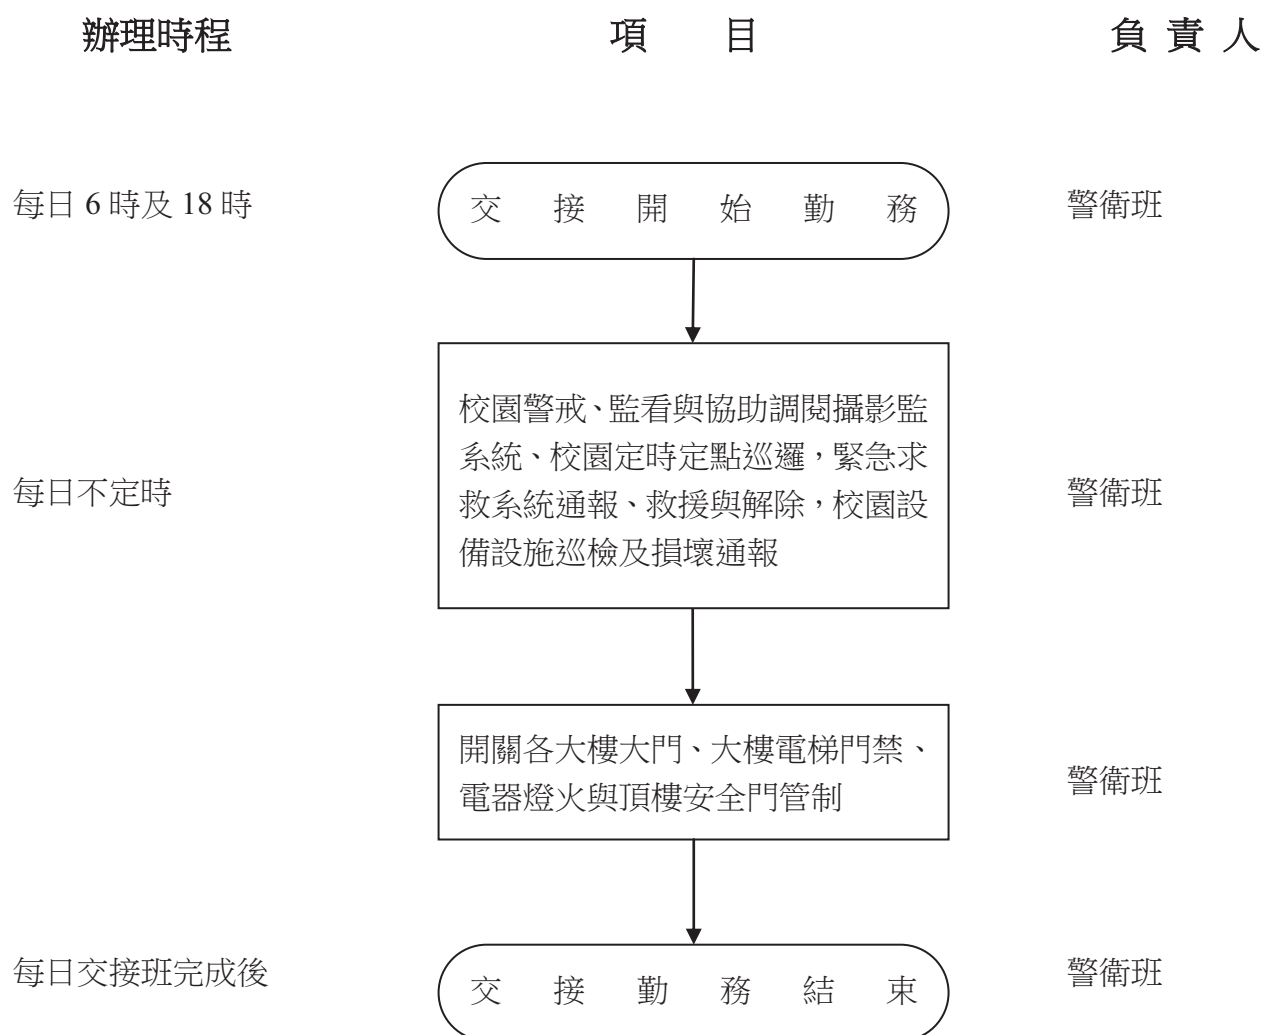 辦理時程 項目 負責人
每日 6 時及 18 時 交接開始勤務 警衛班
校園警戒、監看與協助調閱攝影監
系統、校園定時定點巡邏，緊急求
每日不定時 警衛班
救系統通報、救援與解除，校園設
備設施巡檢及損壞通報
開關各大樓大門、大樓電梯門禁、
電器燈火與頂樓安全門管制
警衛班
每日交接班完成後 交接勤務結束 警衛班